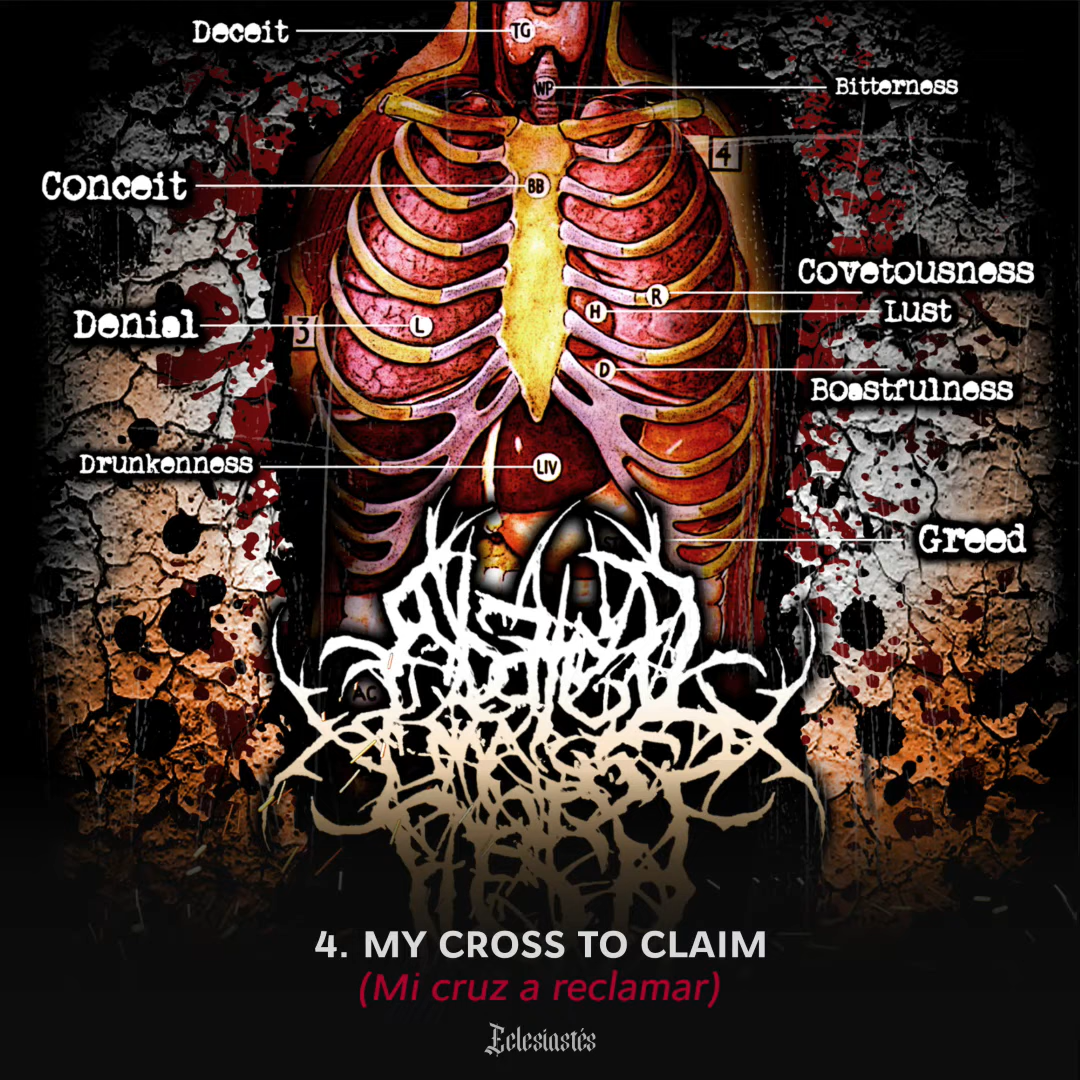 Deceit
TG
WP
Bitterness
4
Conceit
BB
Covetousness
R
H
Lust
Denial
3
L
D
Boastfulness
Drunkenness
LIV
Greed
AC
4. MY CROSS TO CLAIM
(Mi cruz a reclamar)
Eclesiastés